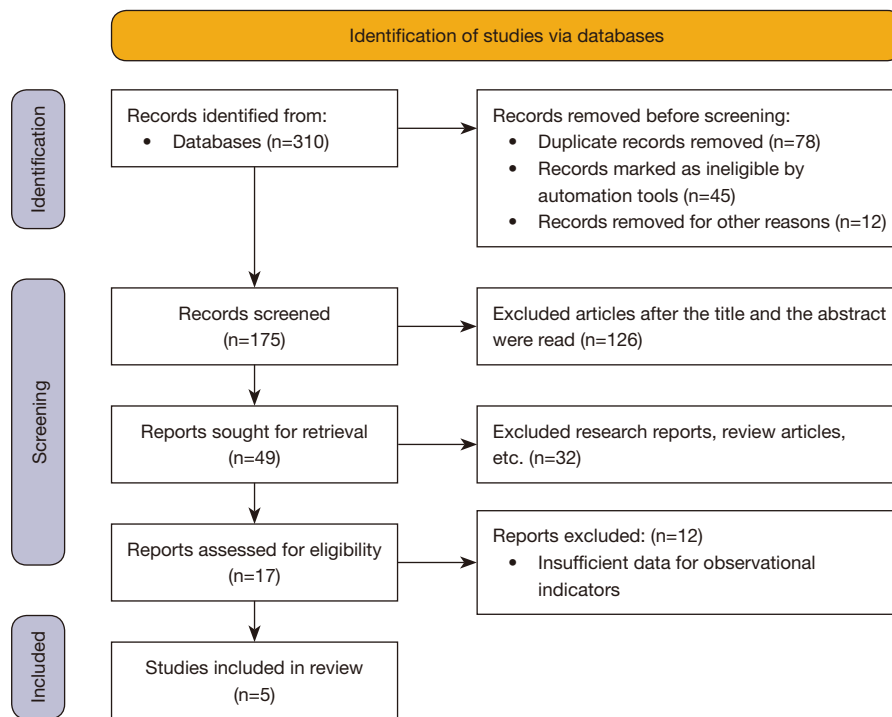 Identification of studies via databases
Identification
Records identified from:
• Databases (n=310)
Records removed before screening:
• Duplicate records removed (n=78)
• Records marked as ineligible by
automation tools (n=45)
• Records removed for other reasons (n=12)
Screening
Records screened
(n=175)
Excluded articles after the title and the abstract
were read (n=126)
Reports sought for retrieval
(n=49)
Excluded research reports, review articles,
etc. (n=32)
Reports assessed for eligibility
(n=17)
Reports excluded: (n=12)
• Insufficient data for observational
indicators
Included
Studies included in review
(n=5)